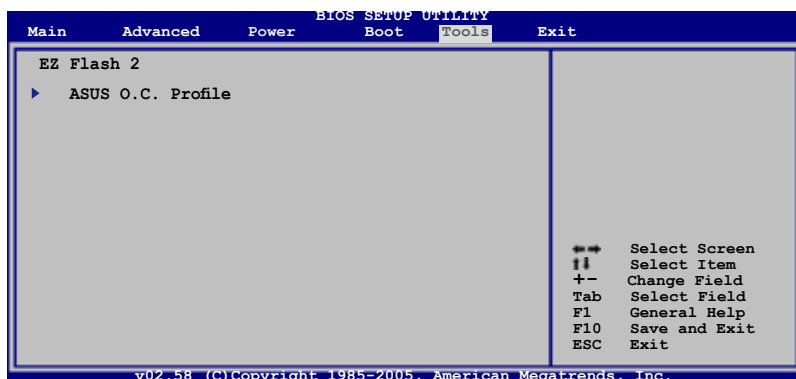 BIOS SETUP UTILITY
Main Advanced Power Boot Tools Exit
EZ Flash 2
ASUS O.C. Profile
Select Screen
Select Item
+- Change Field
Tab Select Field
F1 General Help
F10 Save and Exit
ESC Exit
v02.58 (C)Copyright 1985-2005, American Megatrends, Inc.